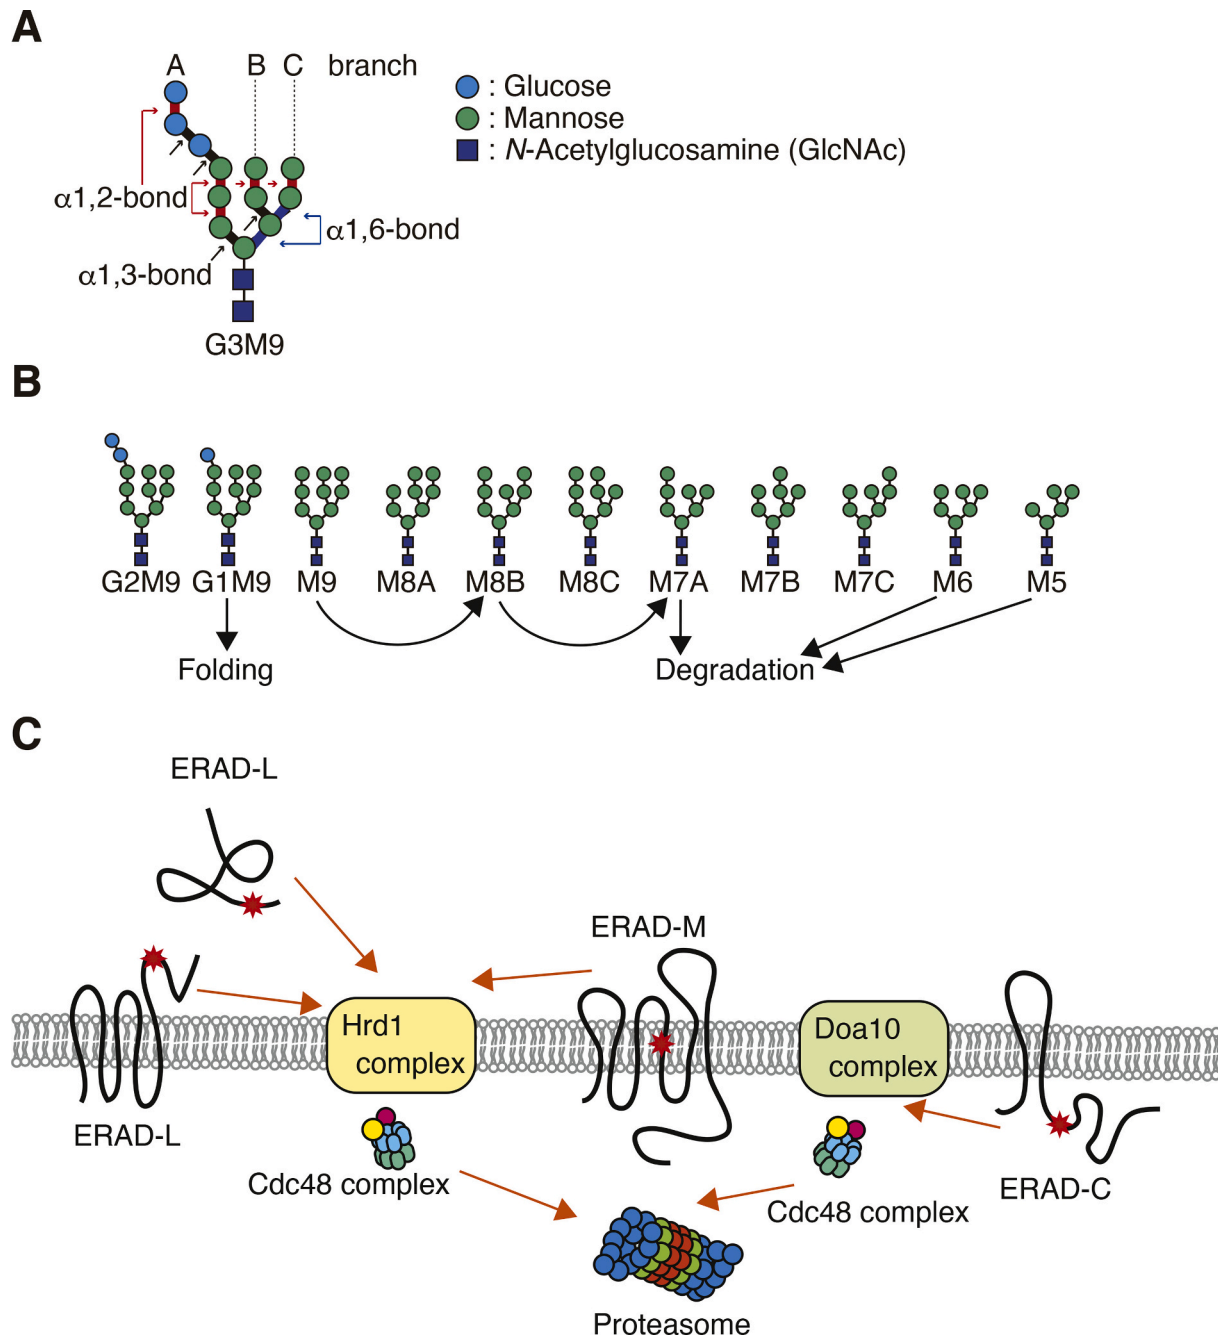 A
A B C branch
: Glucose
: Mannose
: N-Acetylglucosamine (GlcNAc)
α1,2-bond
α1,6-bond
α1,3-bond
G3M9
B
G2M9 G1M9 M9 M8A M8B M8C M7A M7B M7C M6 M5
Folding
Degradation
C
ERAD-L
ERAD-M
Hrd1
complex
Doa10
complex
ERAD-L
Cdc48 complex
ERAD-C
Cdc48 complex
Proteasome